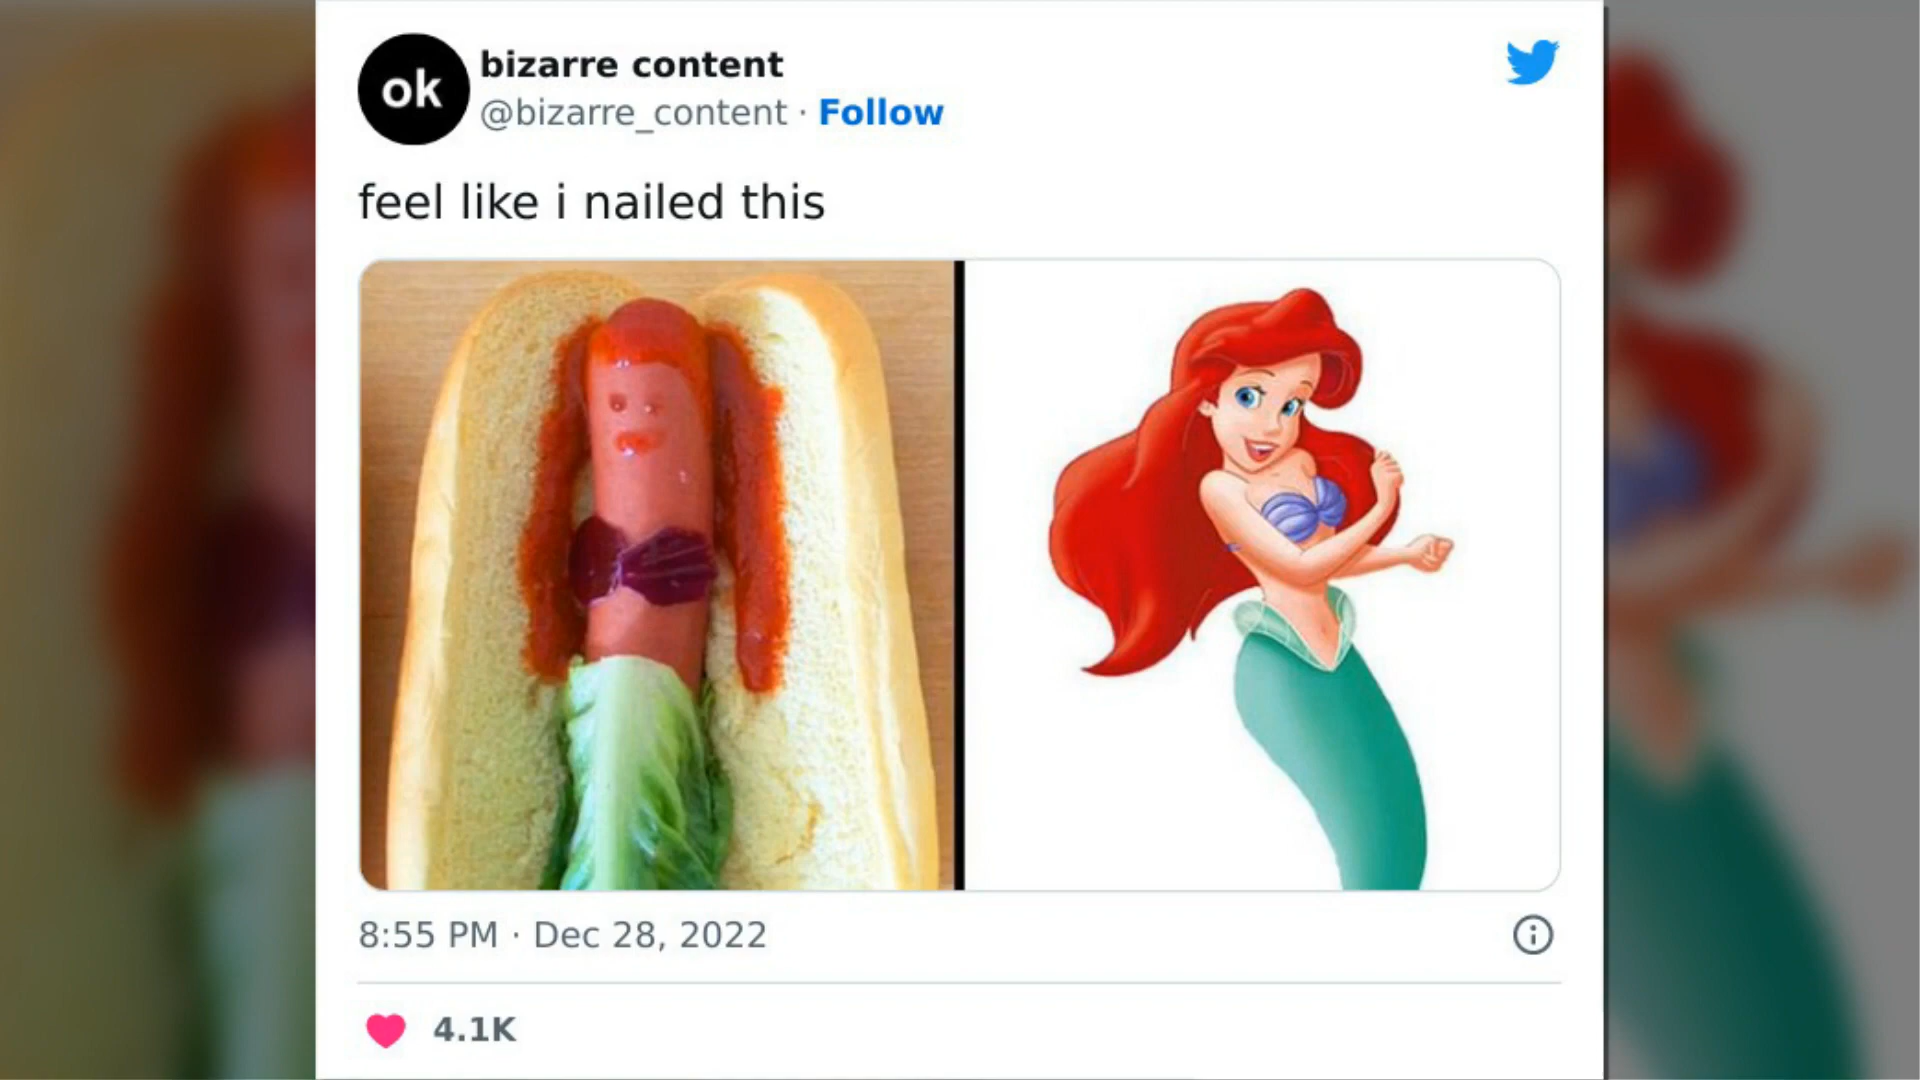 ok
bizarre content
@bizarre_content · Follow
feel like i nailed this
8:55 PM · Dec 28, 2022
4.1K